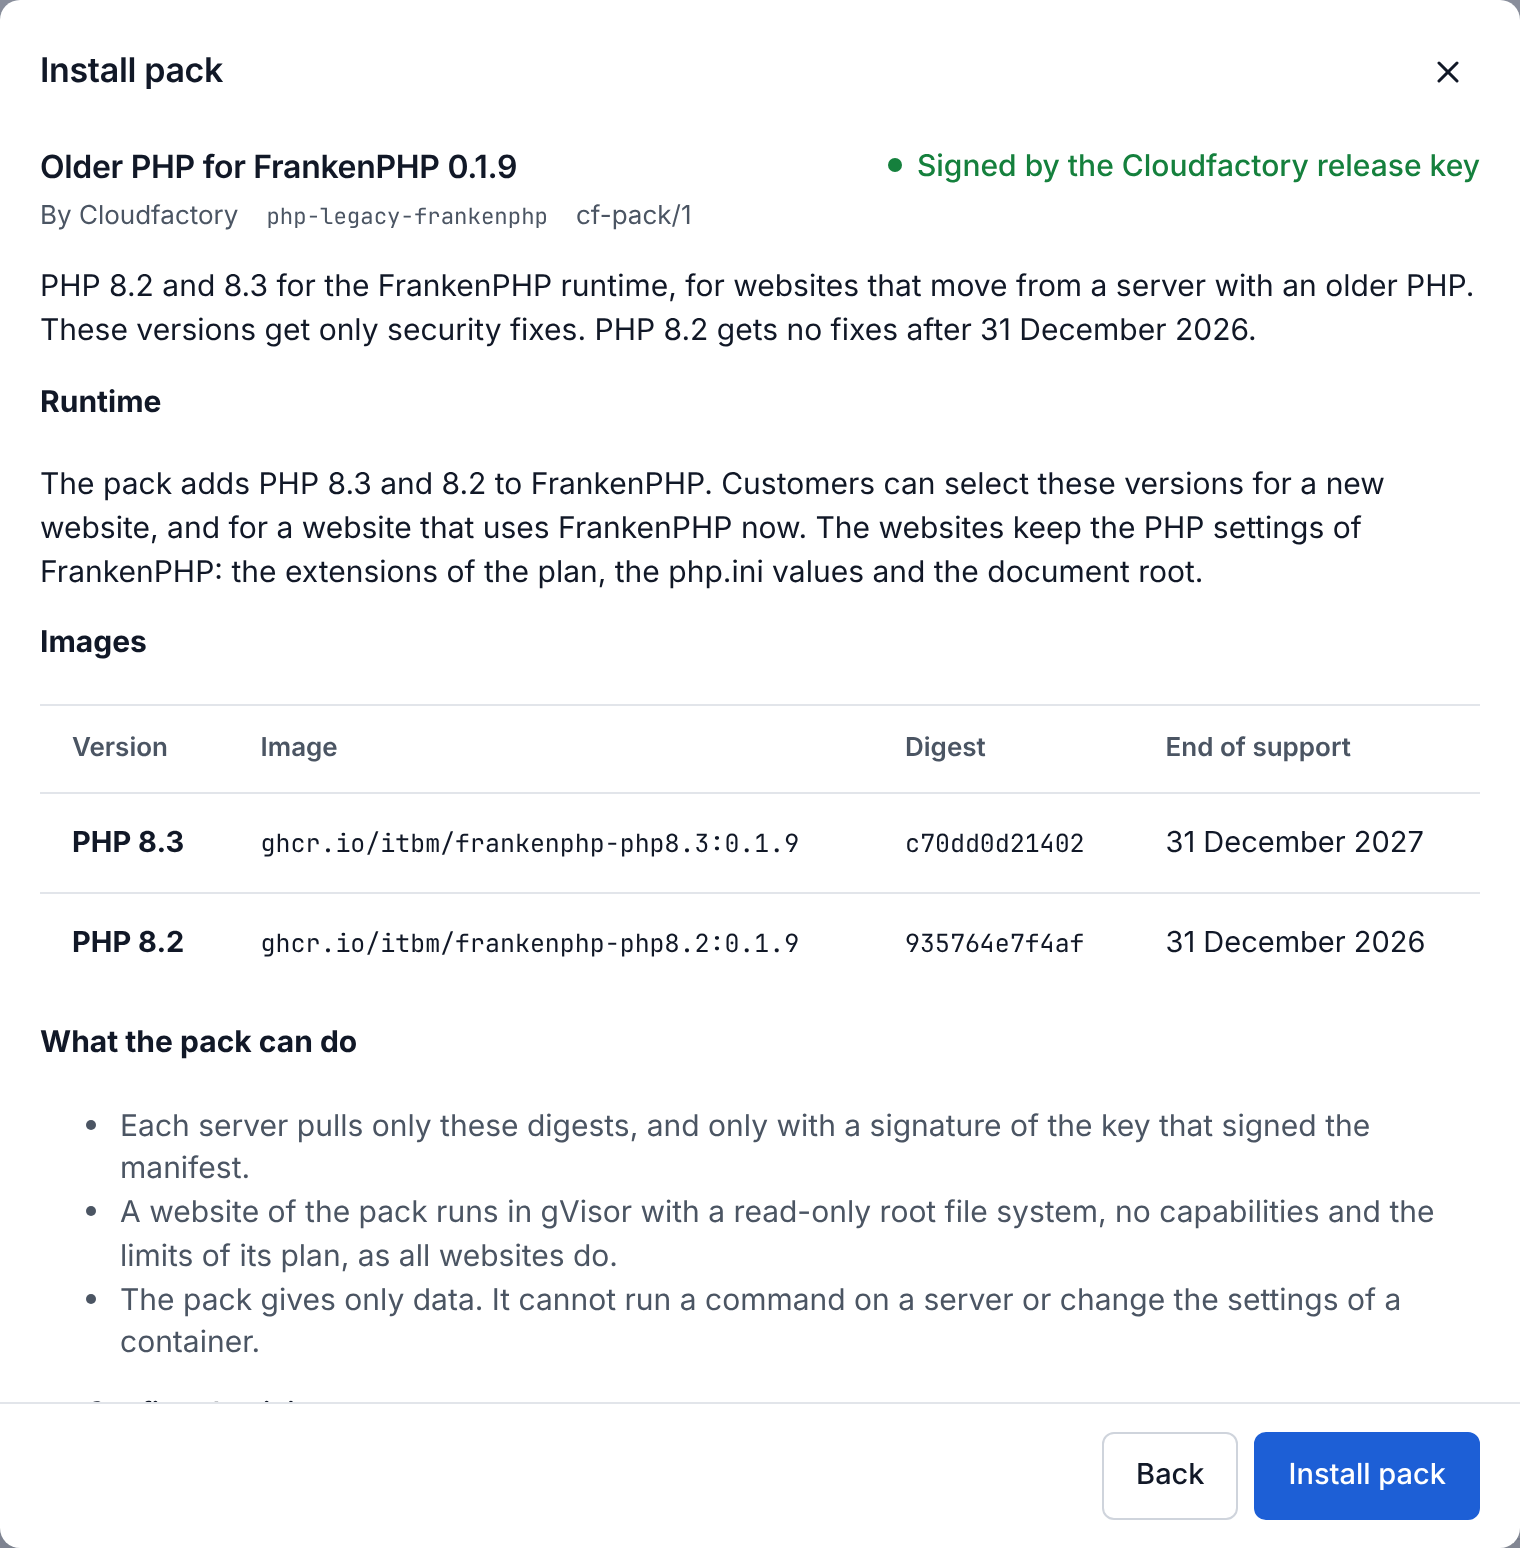 Install pack
Older PHP for FrankenPHP 0.1.9
Signed by the Cloudfactory release key
By Cloudfactory php-legacy-frankenphp cf-pack/1
PHP 8.2 and 8.3 for the FrankenPHP runtime, for websites that move from a server with an older PHP.
These versions get only security fixes. PHP 8.2 gets no fixes after 31 December 2026.
Runtime
The pack adds PHP 8.3 and 8.2 to FrankenPHP. Customers can select these versions for a new
website, and for a website that uses FrankenPHP now. The websites keep the PHP settings of
FrankenPHP: the extensions of the plan, the php.ini values and the document root.
Images
Version Image Digest End of support
PHP 8.3 ghcr.io/itbm/frankenphp-php8.3:0.1.9 c70dd0d21402 31 December 2027
PHP 8.2 ghcr.io/itbm/frankenphp-php8.2:0.1.9 935764e7f4af 31 December 2026
What the pack can do
• Each server pulls only these digests, and only with a signature of the key that signed the
manifest.
• A website of the pack runs in gVisor with a read-only root file system, no capabilities and the
limits of its plan, as all websites do.
• The pack gives only data. It cannot run a command on a server or change the settings of a
container.
Back Install pack